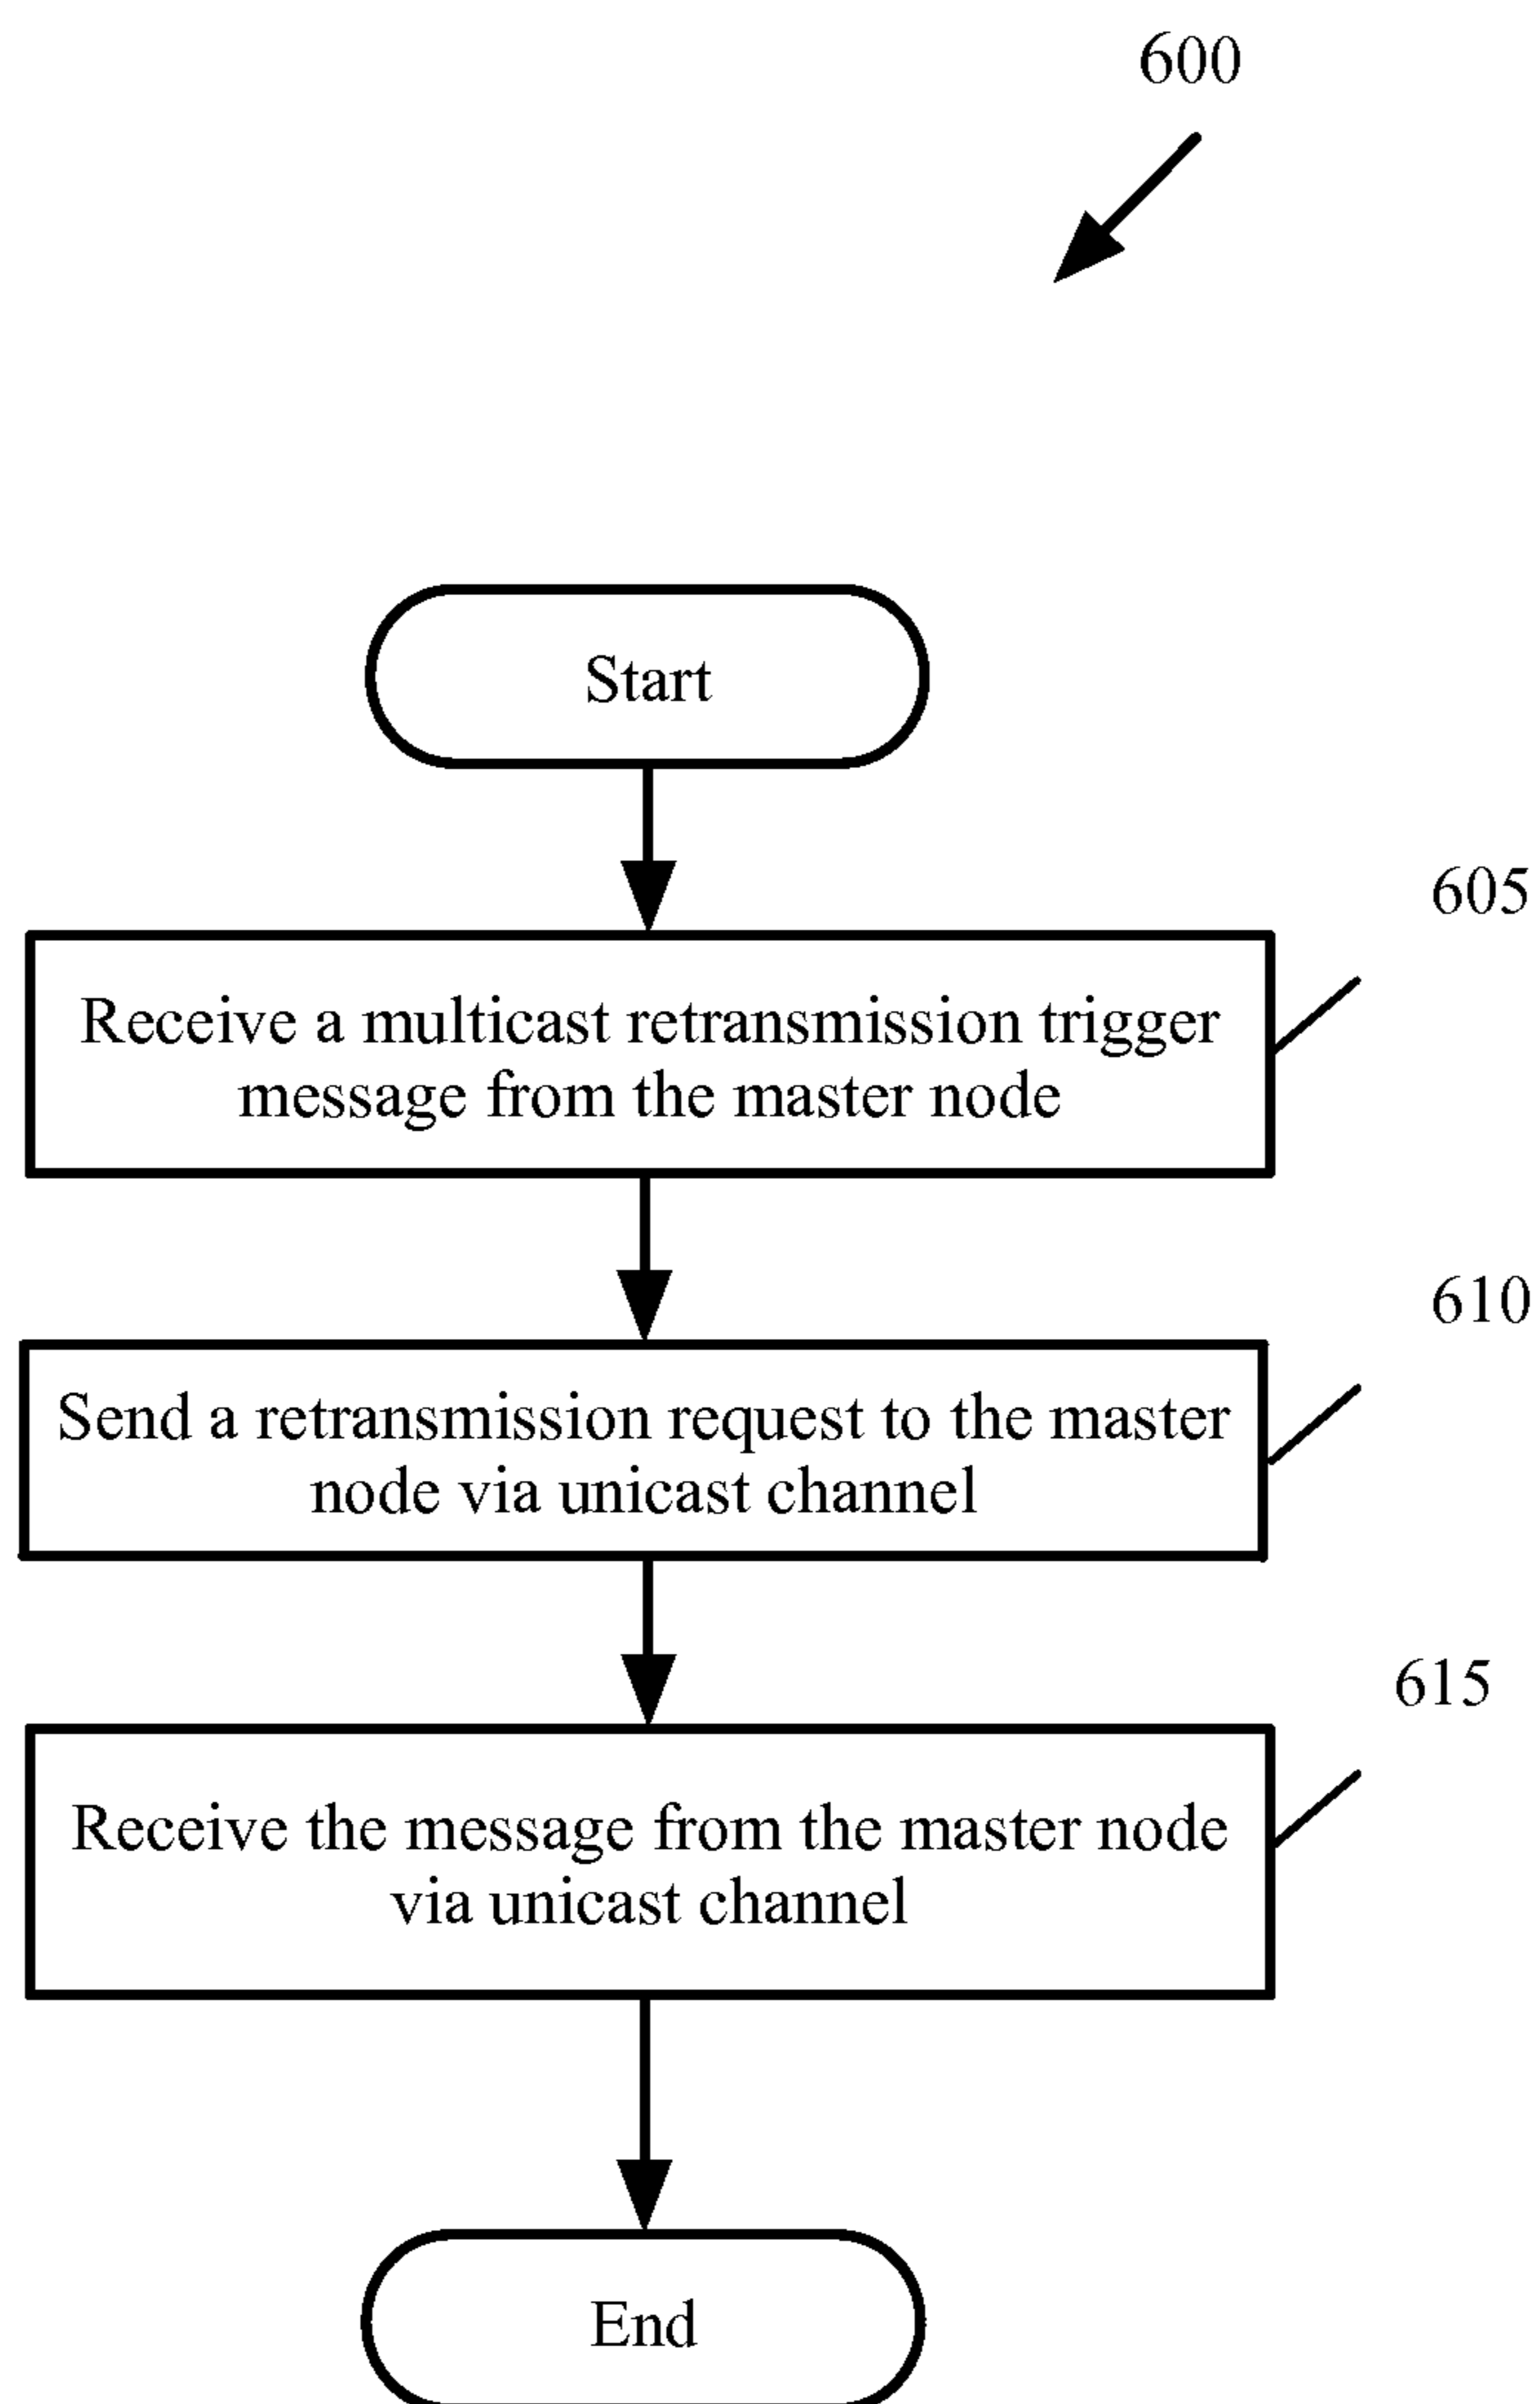 600
Start
605
Receive a multicast retransmission trigger
message from the master node
610
Send a retransmission request to the master
node via unicast channel
615
Receive the message from the master node
via unicast channel
End